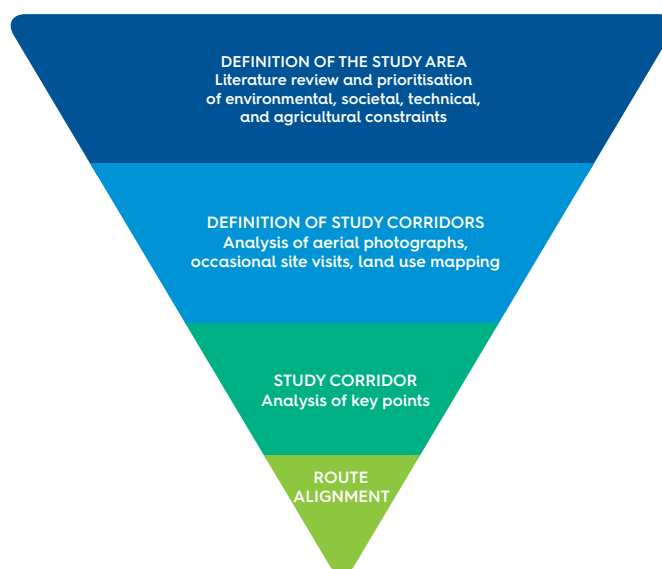 DEFINITION OF THE STUDY AREA
Literature review and prioritisation
of environmental, societal, technical,
and agricultural constraints
DEFINITION OF STUDY CORRIDORS
Analysis of aerial photographs,
occasional site visits, land use mapping
STUDY CORRIDOR
Analysis of key points
ROUTE
ALIGNMENT